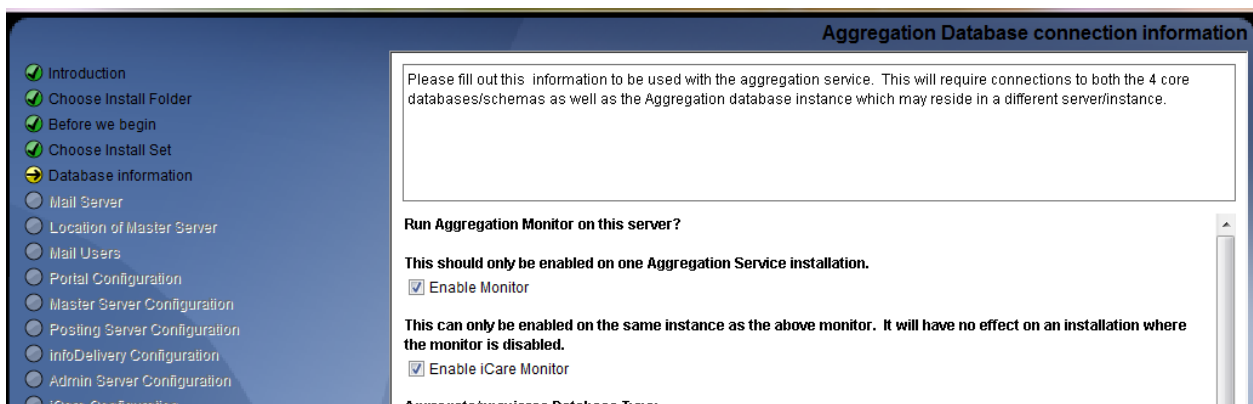 Aggregation Database connection information
Introduction
Choose Install Folder
Before we begin
Choose Install Set
Database information
Mail Server
Location of Master Server
Mail Users
Portal Configuration
Master Server Configuration
Posting Server Configuration
infoDelivery Configuration
Admin Server Configuration
Please fill out this information to be used with the aggregation service. This will require connections to both the 4 core
databases/schemas as well as the Aggregation database instance which may reside in a different server/instance.
Run Aggregation Monitor on this server?
This should only be enabled on one Aggregation Service installation.
Enable Monitor
This can only be enabled on the same instance as the above monitor. It will have no effect on an installation where
the monitor is disabled.
Enable iCare Monitor